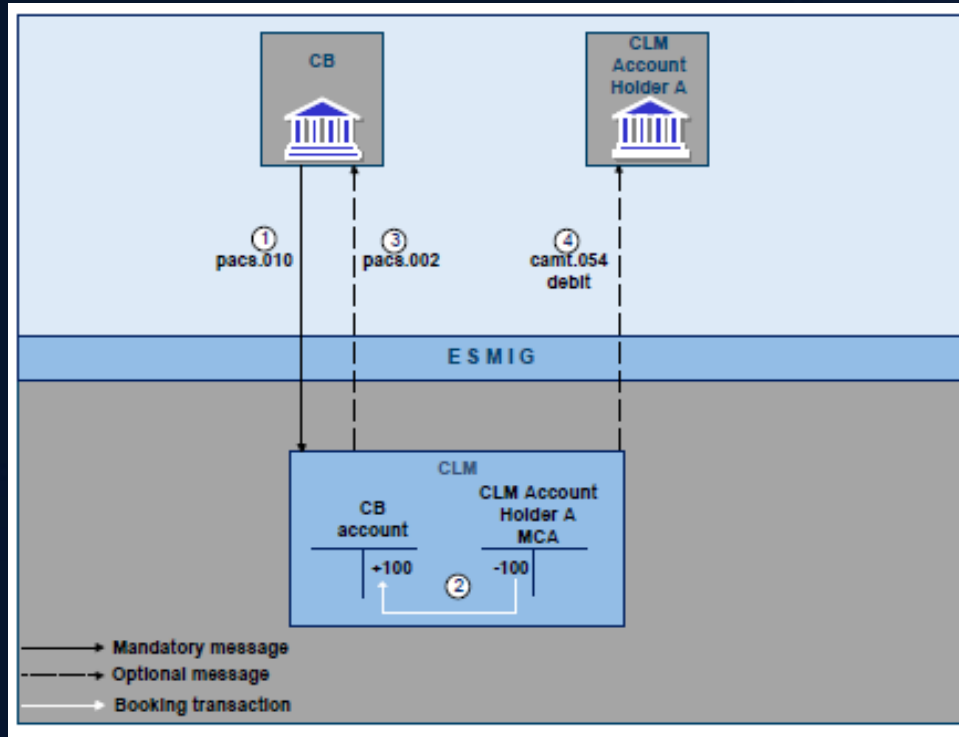 CB
CLM
Account
Holder A
1
pacs.010
3
pacs.002
4
camt.054
debit
ESMIG
CLM
CB
account
CLM Account
Holder A
MCA
+100
-100
2
Mandatory message
Optional message
Booking transaction